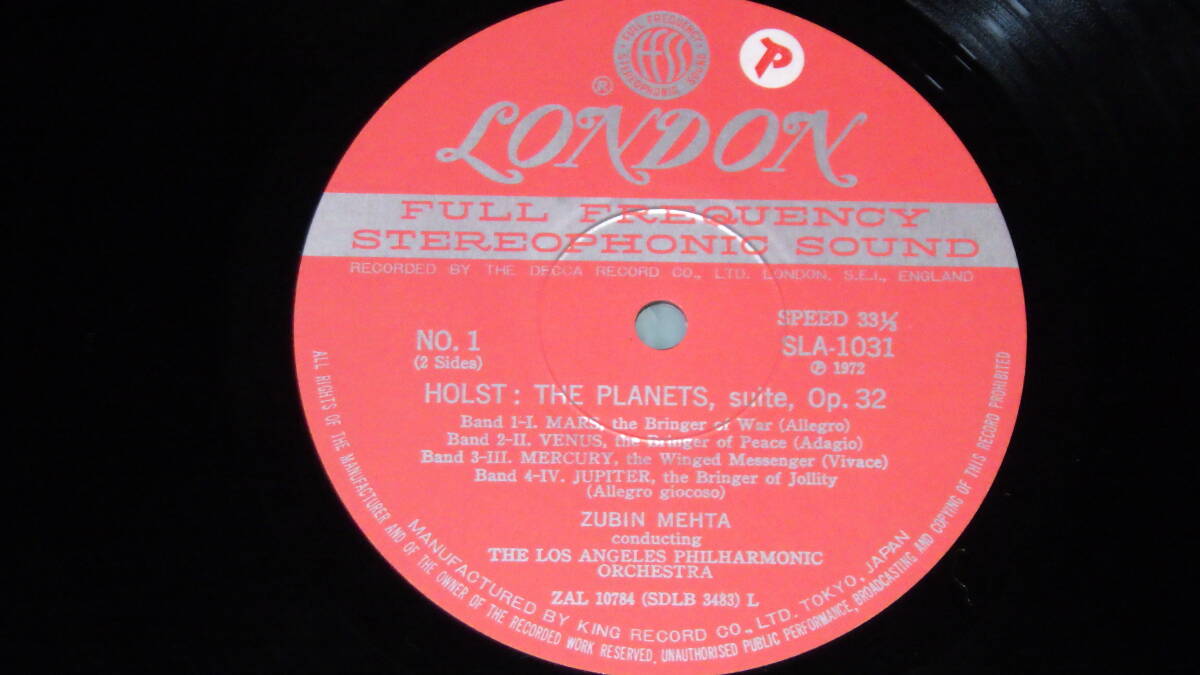 FULL FREQUENCY STEREOPHONIC SOUND
ffss
P
®
LONDON
FULL FREQUENCY
STEREOPHONIC SOUND
RECORDED BY THE DECCA RECORD CO., LTD. LONDON. S.E.I., ENGLAND
NO. 1
(2 Sides)
SPEED 33⅓
SLA-1031
℗ 1972
HOLST: THE PLANETS, suite, Op. 32
Band 1-I. MARS, the Bringer of War (Allegro)
Band 2-II. VENUS, the Bringer of Peace (Adagio)
Band 3-III. MERCURY, the Winged Messenger (Vivace)
Band 4-IV. JUPITER, the Bringer of Jollity
(Allegro giocoso)
ZUBIN MEHTA
conducting
THE LOS ANGELES PHILHARMONIC
ORCHESTRA
ZAL 10784 (SDLB 3483) L
MANUFACTURED BY KING RECORD CO., LTD. TOKYO, JAPAN
ALL RIGHTS OF THE MANUFACTURER AND OF THE OWNER OF THE RECORDED WORK RESERVED. UNAUTHORISED PUBLIC PERFORMANCE, BROADCASTING AND COPYING OF THIS RECORD PROHIBITED